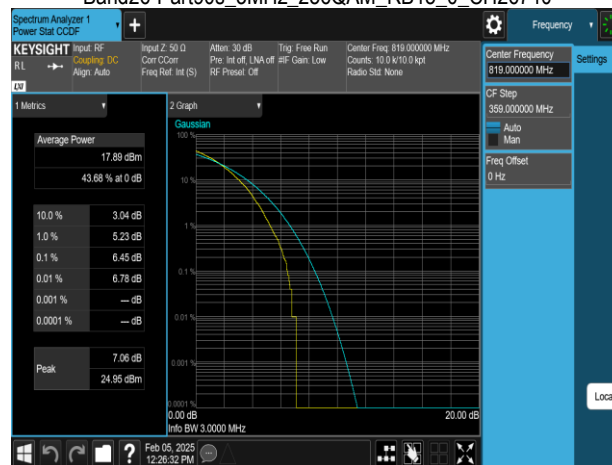 Spectrum Analyzer 1
Power Stat CCDF
Frequency
KEYSIGHT
RL
LXI
Input: RF
Coupling: DC
Align: Auto
Input Z: 50 Ω
Corr CCorr
Freq Ref: Int (S)
Atten: 30 dB
Pre: Int off, LNA off
RF Presel: Off
Trig: Free Run
#IF Gain: Low
Center Freq: 819.000000 MHz
Counts: 10.0 k/10.0 kpt
Radio Std: None
Center Frequency
819.000000 MHz
Settings
CF Step
359.000000 MHz
Auto
Man
Freq Offset
0 Hz
1 Metrics
Average Power
17.89 dBm
43.68 % at 0 dB
10.0 % 3.04 dB
1.0 % 5.23 dB
0.1 % 6.45 dB
0.01 % 6.78 dB
0.001 % --- dB
0.0001 % --- dB
Peak
7.06 dB
24.95 dBm
2 Graph
Gaussian
100 %
10 %
1 %
0.1 %
0.01 %
0.001 %
0.0001 %
0.00 dB
20.00 dB
Info BW 3.0000 MHz
Loca
Feb 05, 2025
12:26:32 PM